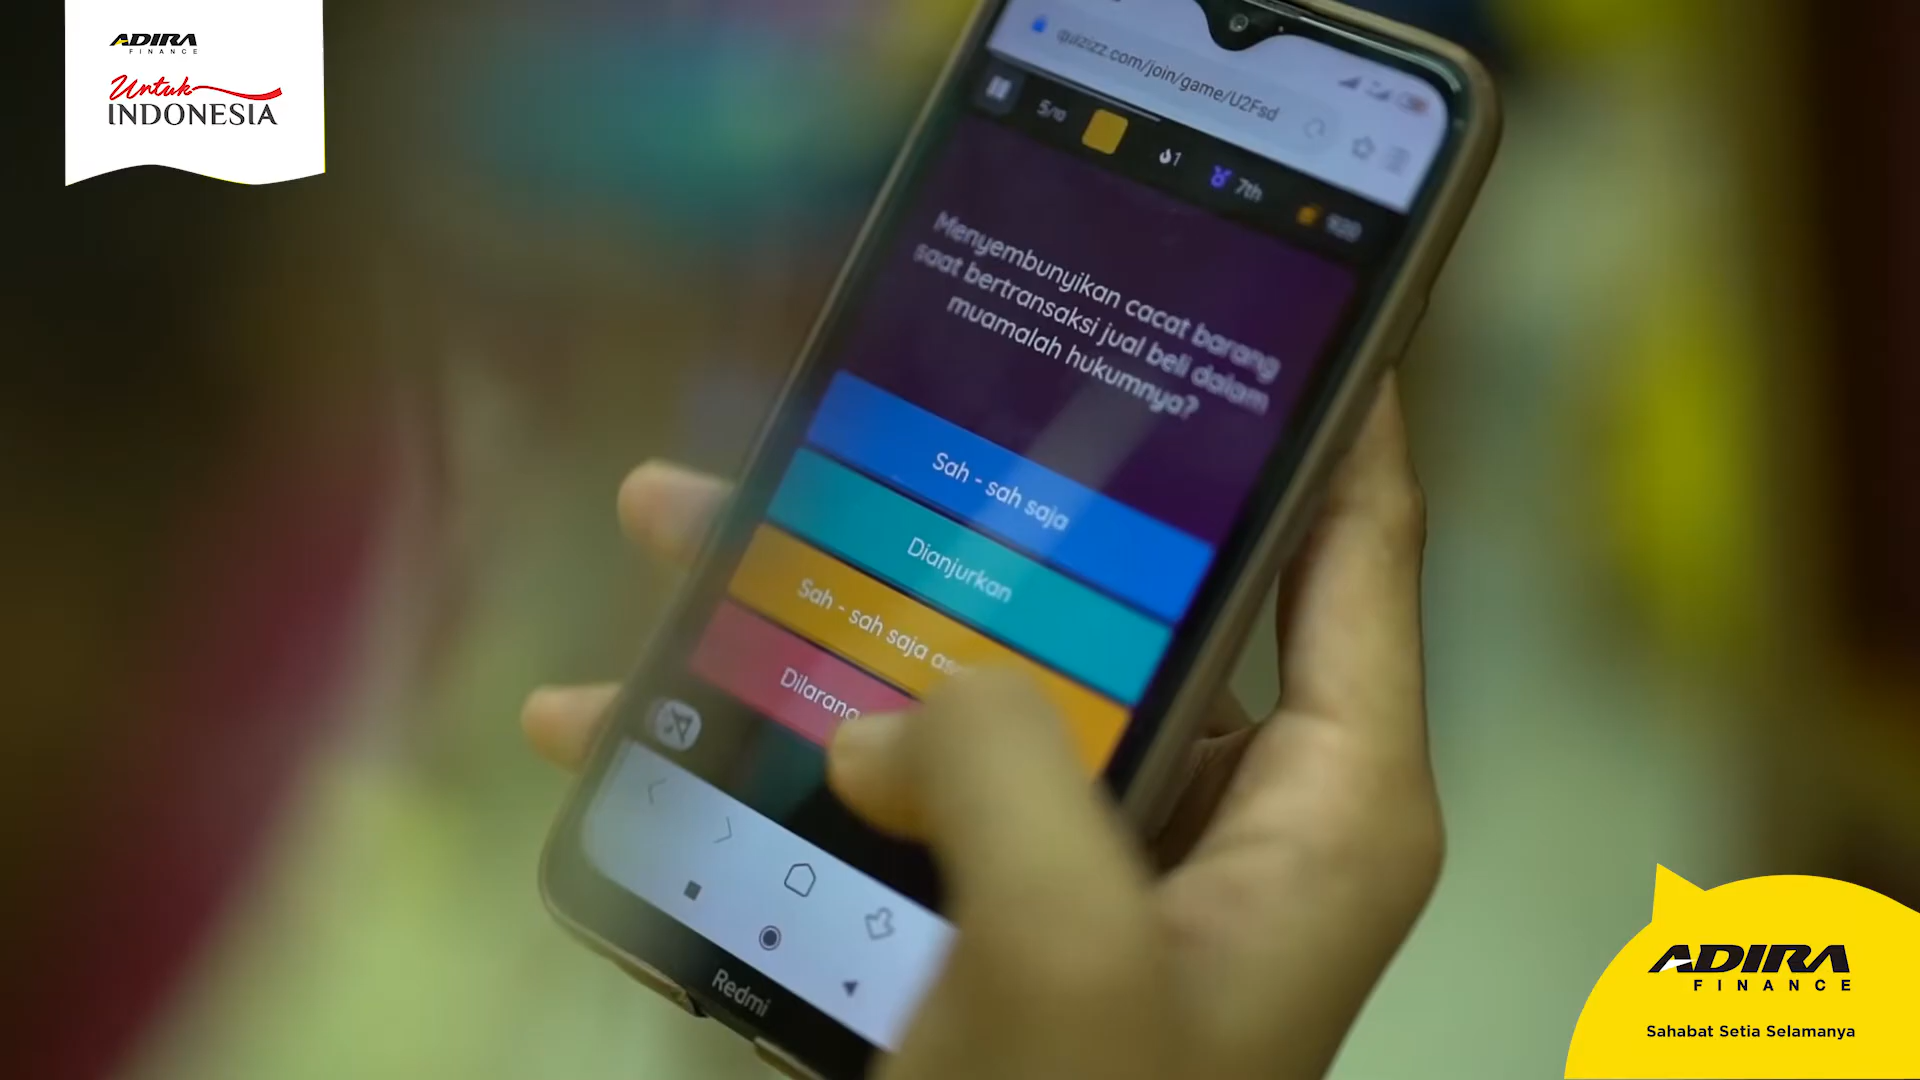 ADIRA
FINANCE
Untuk
INDONESIA
quizizz.com/join/game/U2Fsd
5/10
1
7th
Menyembunyikan cacat barang
saat bertransaksi jual beli dalam
muamalah hukumnya?
Sah - sah saja
Dianjurkan
Sah - sah saja
Dilarang
Redmi
ADIRA
FINANCE
Sahabat Setia Selamanya